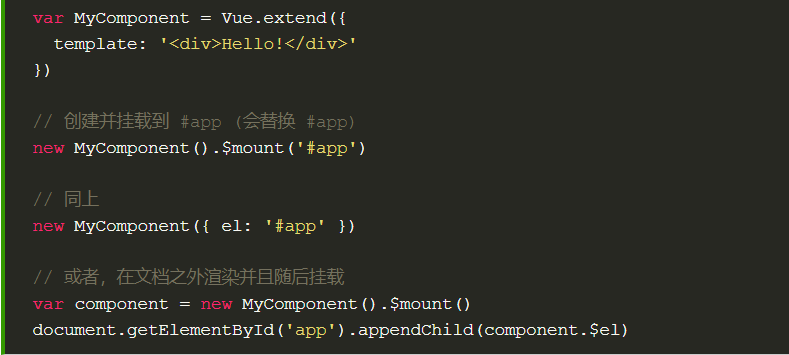 var MyComponent = Vue.extend({
  template: '<div>Hello!</div>'
})
// 创建并挂载到 #app (会替换 #app)
new MyComponent().$mount('#app')
// 同上
new MyComponent({ el: '#app' })
// 或者，在文档之外渲染并且随后挂载
var component = new MyComponent().$mount()
document.getElementById('app').appendChild(component.$el)